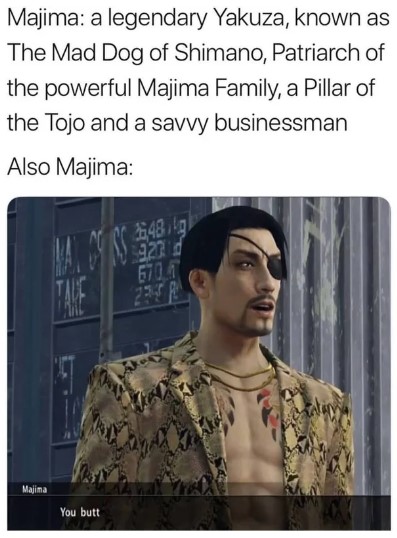 Majima: a legendary Yakuza, known as
The Mad Dog of Shimano, Patriarch of
the powerful Majima Family, a Pillar of
the Tojo and a savvy businessman
Also Majima:
TARE
Majima
You butt